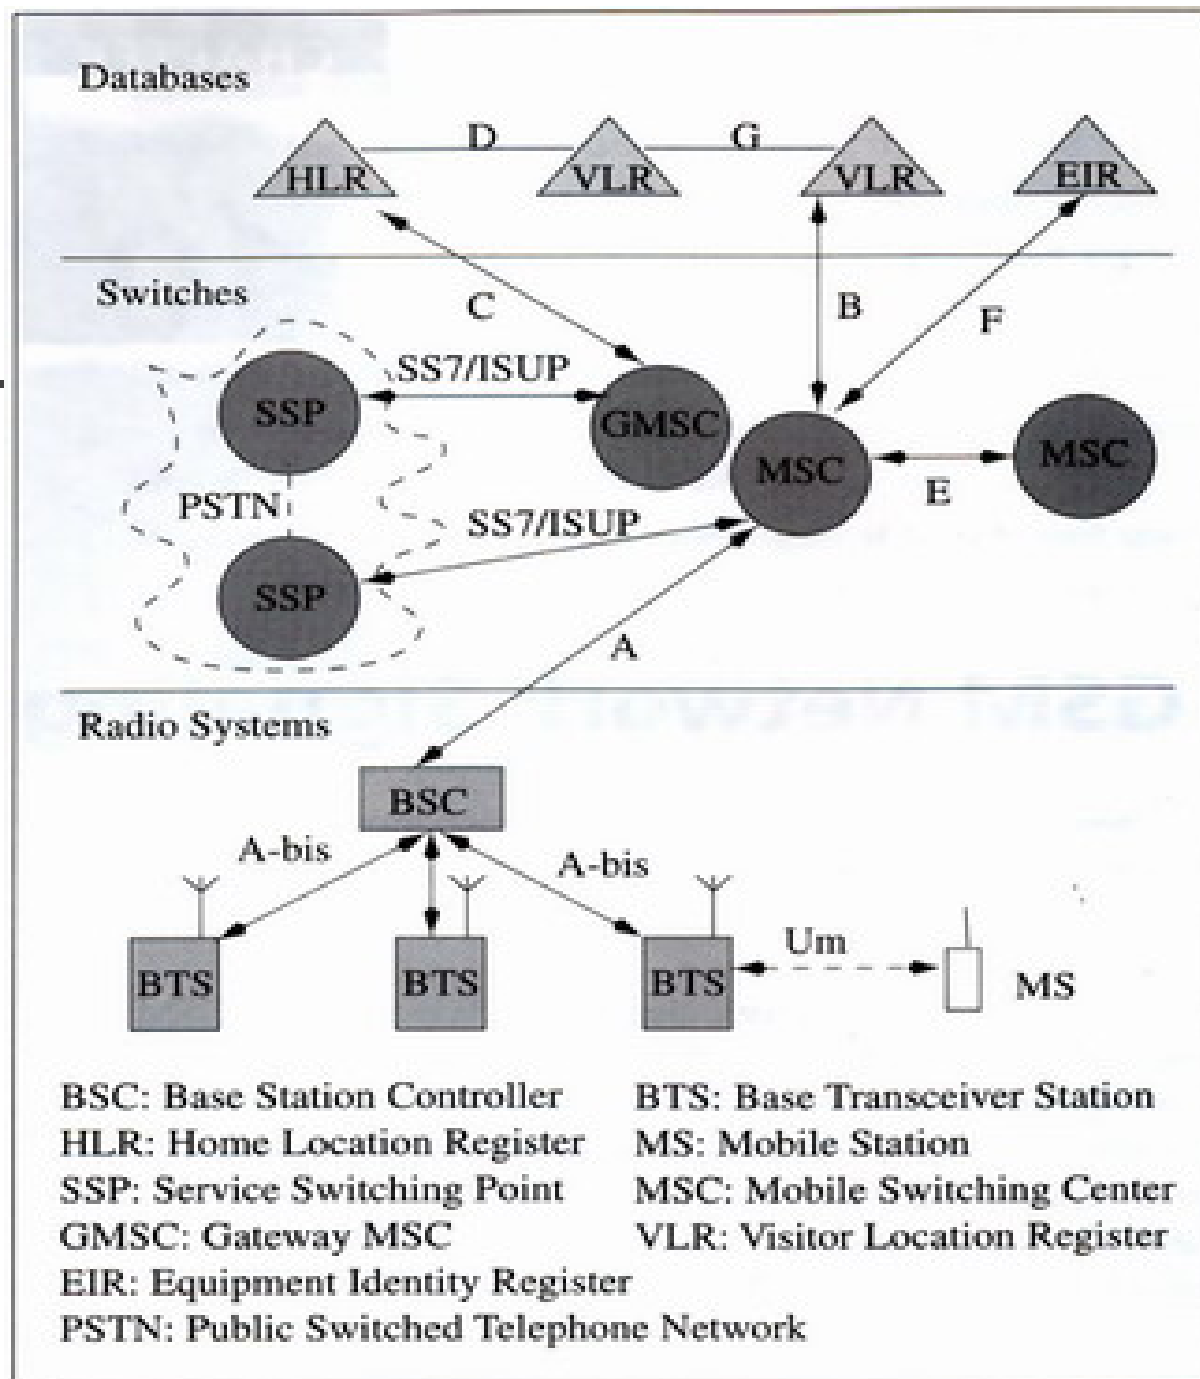 Databases
D G
HLR VLR VLR EIR
Switches
C B F
SS7/ISUP
SSP GMSC MSC MSC
E
PSTN
SS7/ISUP
SSP
A
Radio Systems
BSC
A-bis A-bis
Um
BTS BTS BTS MS
BSC: Base Station Controller BTS: Base Transceiver Station
HLR: Home Location Register MS: Mobile Station
SSP: Service Switching Point MSC: Mobile Switching Center
GMSC: Gateway MSC VLR: Visitor Location Register
EIR: Equipment Identity Register
PSTN: Public Switched Telephone Network